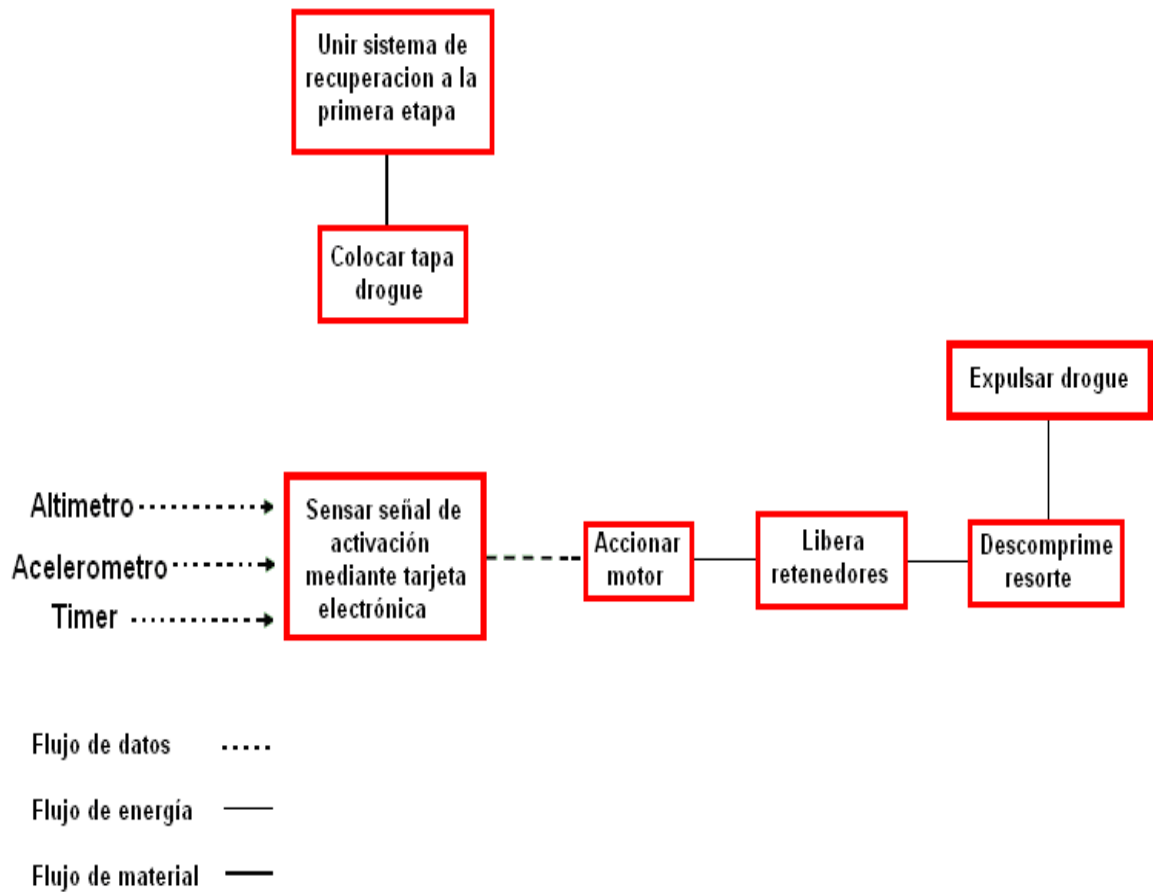 Unir sistema de
recuperacion a la
primera etapa
Colocar tapa
drogue
Expulsar drogue
Altimetro
Acelerometro
Timer
Sensar señal de
activación
mediante tarjeta
electrónica
Accionar
motor
Libera
retenedores
Descomprime
resorte
Flujo de datos
Flujo de energía
Flujo de material